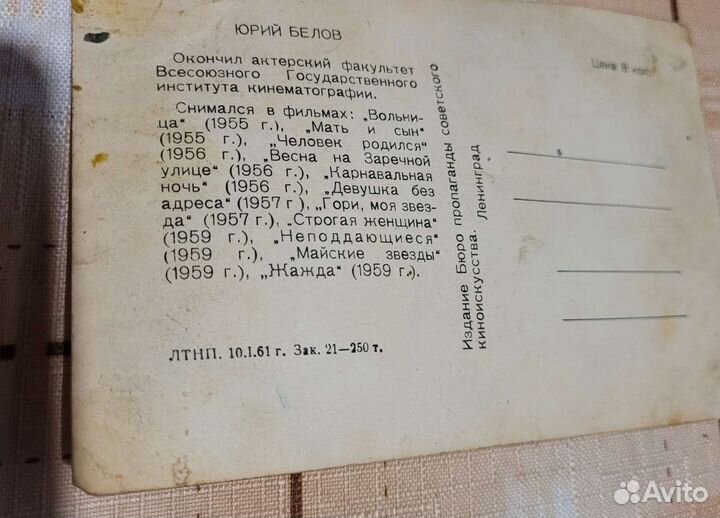 ЮРИЙ БЕЛОВ
Окончил актерский факультет
Всесоюзного Государственного
института кинематографии.
Снимался в фильмах: „Вольни-
ца“ (1955 г.), „Мать и сын“
(1955 г.), „Человек родился“
(1956 г.), „Весна на Заречной
улице“ (1956 г.), „Карнавальная
ночь“ (1956 г.), „Девушка без
адреса“ (1957 г), „Гори, моя звез-
да“ (1957 г.), „Строгая женщина“
(1959 г.), „Неподдающиеся“
(1959 г.), „Майские звезды“
(1959 г.), „Жажда“ (1959 г.).
ЛТНП. 10.I.61 г. Зак. 21—250 т.
Издание Бюро пропаганды советского
киноискусства. Ленинград
Цена 8 коп.
Avito